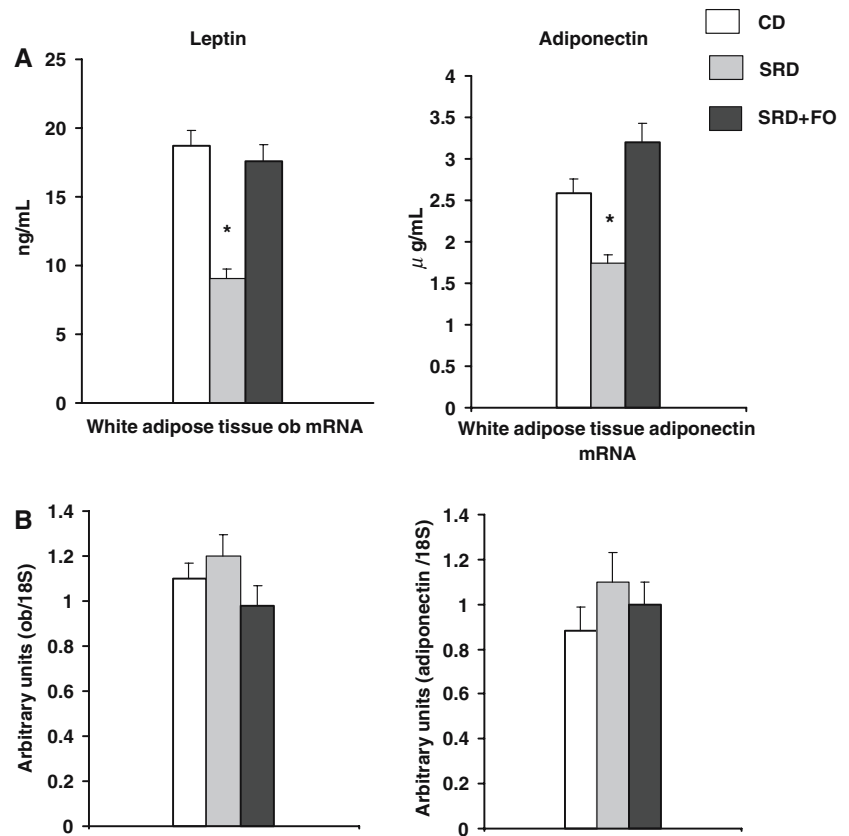 A
Leptin
Adiponectin
CD
SRD
SRD+FO
ng/mL
25
20
15
10
5
0
*
White adipose tissue ob mRNA
μ g/mL
4
3.5
3
2.5
2
1.5
1
0.5
0
*
White adipose tissue adiponectin
mRNA
B
Arbitrary units (ob/18S)
1.4
1.2
1
0.8
0.6
0.4
0.2
0
Arbitrary units (adiponectin /18S)
1.4
1.2
1
0.8
0.6
0.4
0.2
0